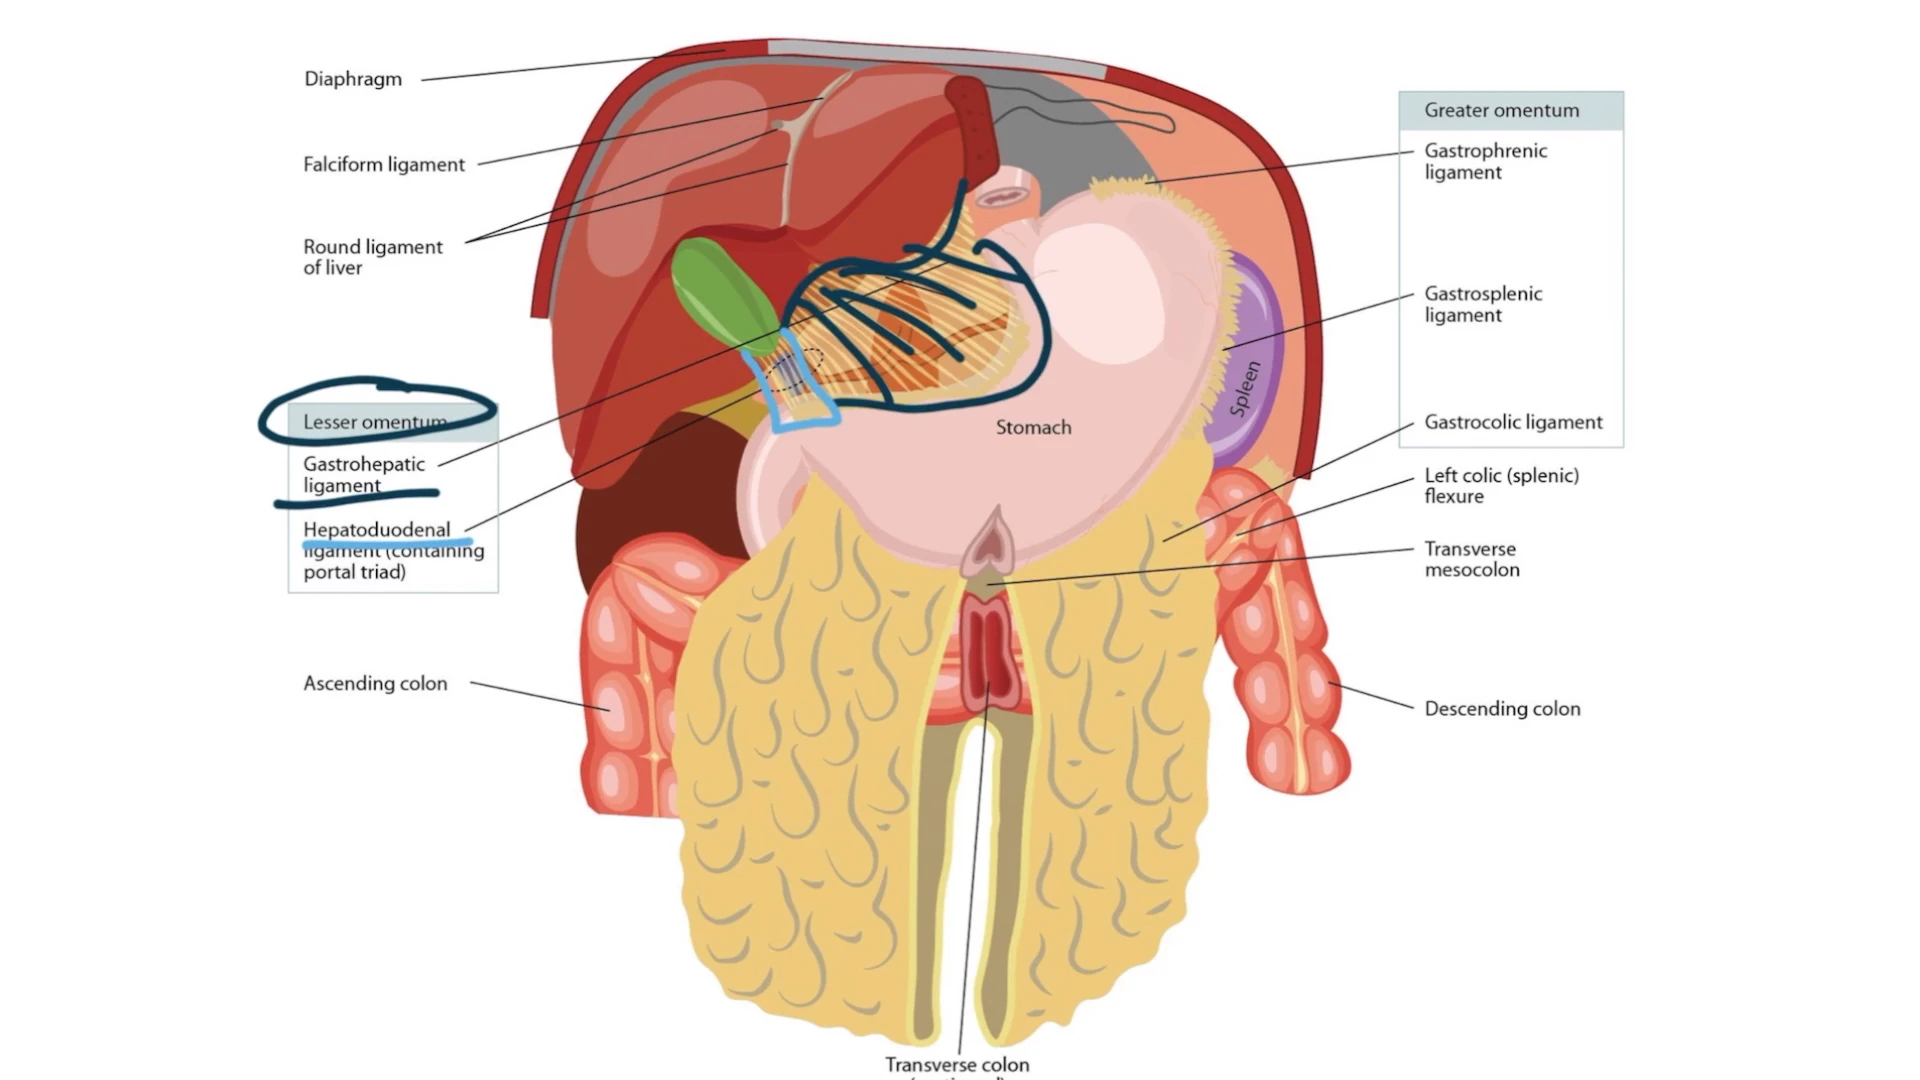 Diaphragm
Falciform ligament
Round ligament
of liver
Lesser omentum
Gastrohepatic
ligament
Hepatoduodenal
ligament (containing
portal triad)
Ascending colon
Stomach
Spleen
Greater omentum
Gastrophrenic
ligament
Gastrosplenic
ligament
Gastrocolic ligament
Left colic (splenic)
flexure
Transverse
mesocolon
Descending colon
Transverse colon